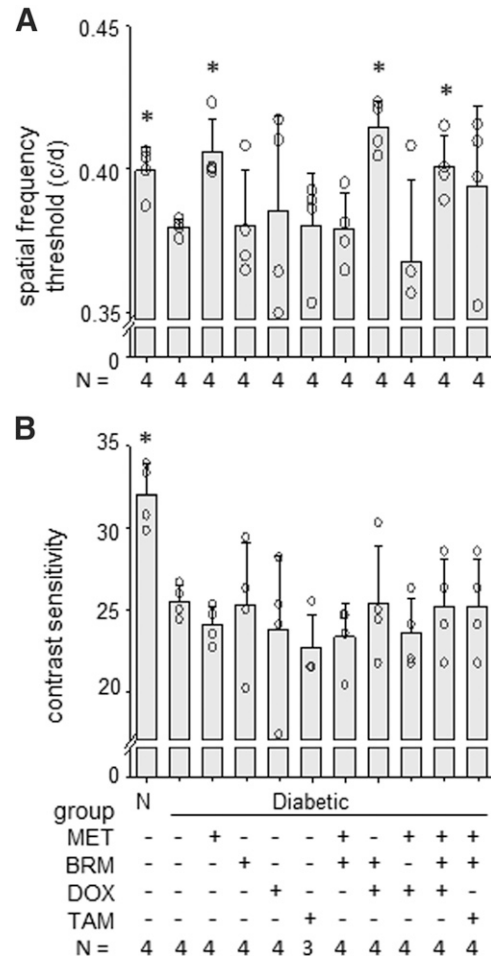 A
0.45
*
*
*
*
0.40
0.35
0
spatial frequency
threshold (c/d)
N = 4 4 4 4 4 4 4 4 4 4 4
B
35
*
30
25
20
0
contrast sensitivity
N
group Diabetic
MET - - + - - - + - + + +
BRM - - - + - - + + - + +
DOX - - - - + - - + + + -
TAM - - - - - + - - - - +
N = 4 4 4 4 4 3 4 4 4 4 4